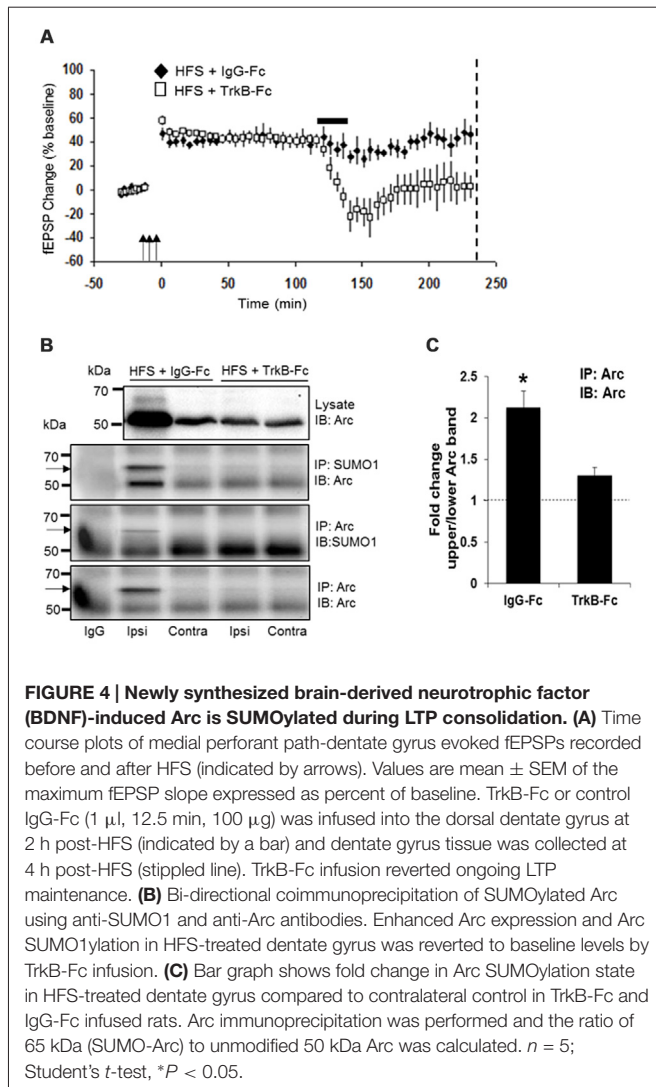 A
HFS + IgG-Fc
HFS + TrkB-Fc
fEPSP Change (% baseline)
100
80
60
40
20
0
-20
-40
-60
-50
0
50
100
150
200
250
Time (min)
B
kDa
HFS + IgG-Fc
HFS + TrkB-Fc
70
50
Lysate
IB: Arc
kDa
70
50
IP: SUMO1
IB: Arc
70
50
IP: Arc
IB:SUMO1
70
50
IP: Arc
IB: Arc
IgG
Ipsi
Contra
Ipsi
Contra
C
IP: Arc
IB: Arc
*
Fold change
upper/lower Arc band
2.5
2
1.5
1
0.5
0
IgG-Fc
TrkB-Fc
FIGURE 4 | Newly synthesized brain-derived neurotrophic factor
(BDNF)-induced Arc is SUMOylated during LTP consolidation. (A) Time
course plots of medial perforant path-dentate gyrus evoked fEPSPs recorded
before and after HFS (indicated by arrows). Values are mean ± SEM of the
maximum fEPSP slope expressed as percent of baseline. TrkB-Fc or control
IgG-Fc (1 μl, 12.5 min, 100 μg) was infused into the dorsal dentate gyrus at
2 h post-HFS (indicated by a bar) and dentate gyrus tissue was collected at
4 h post-HFS (stippled line). TrkB-Fc infusion reverted ongoing LTP
maintenance. (B) Bi-directional coimmunoprecipitation of SUMOylated Arc
using anti-SUMO1 and anti-Arc antibodies. Enhanced Arc expression and Arc
SUMO1ylation in HFS-treated dentate gyrus was reverted to baseline levels by
TrkB-Fc infusion. (C) Bar graph shows fold change in Arc SUMOylation state
in HFS-treated dentate gyrus compared to contralateral control in TrkB-Fc and
IgG-Fc infused rats. Arc immunoprecipitation was performed and the ratio of
65 kDa (SUMO-Arc) to unmodified 50 kDa Arc was calculated. n = 5;
Student's t-test, *P < 0.05.